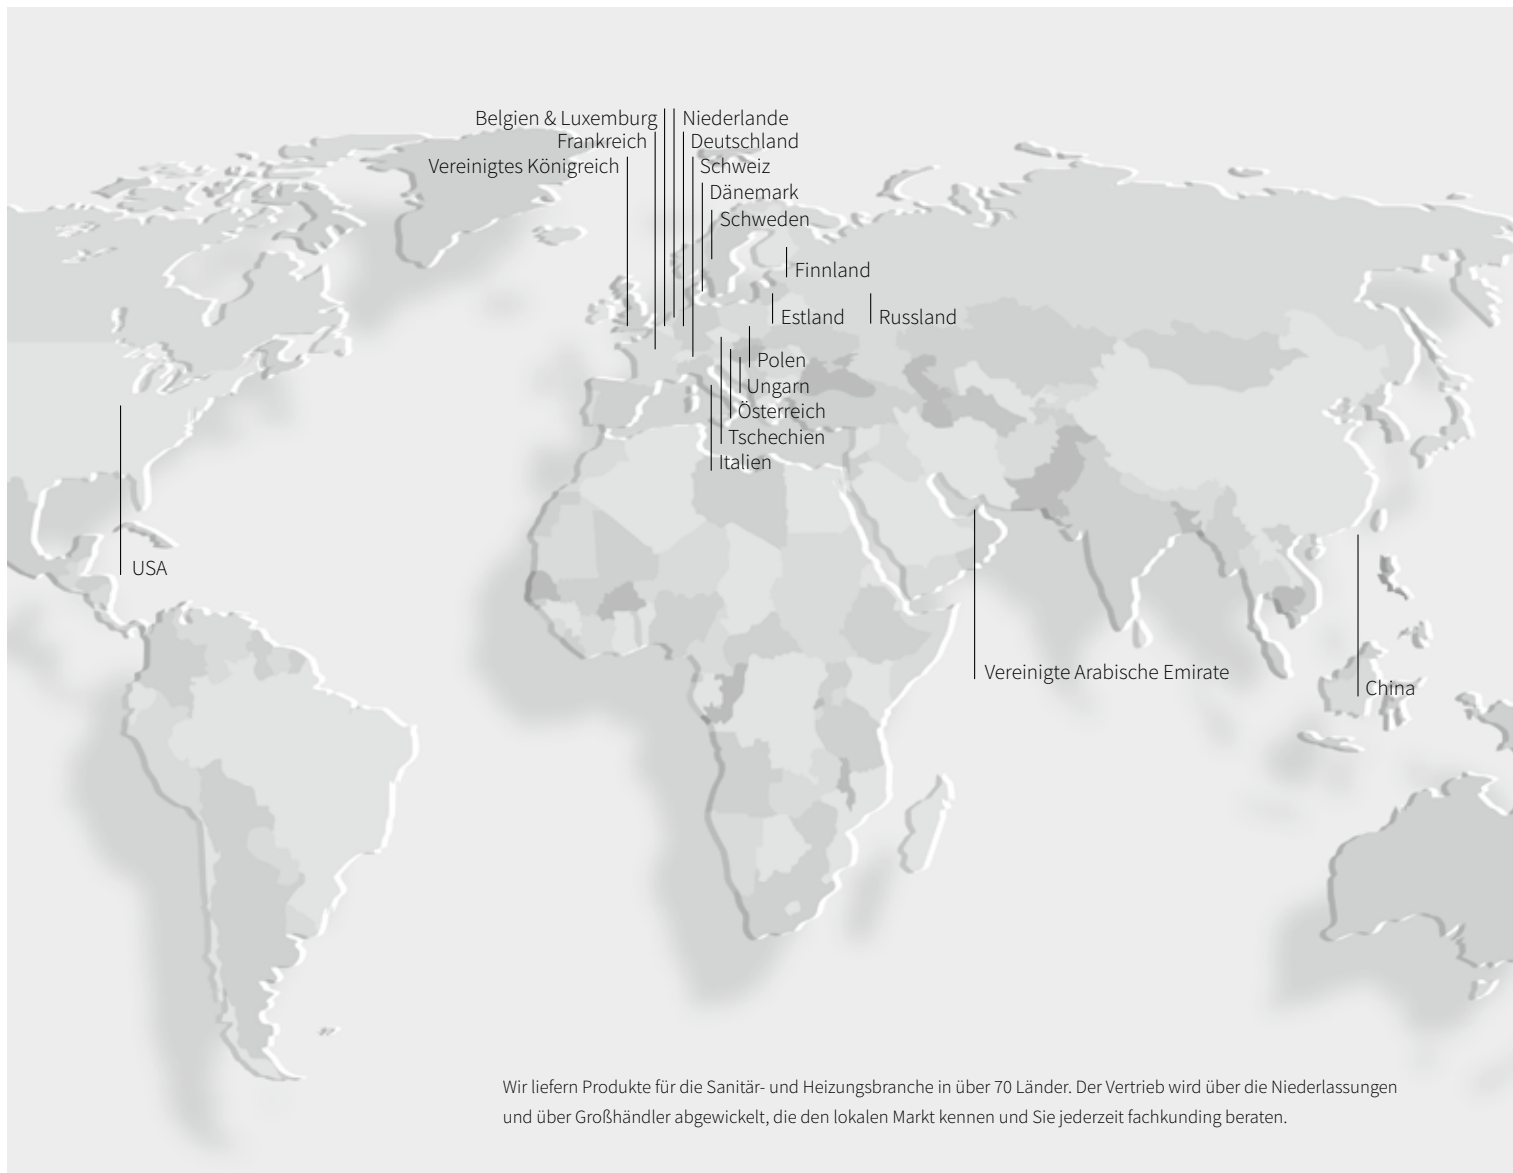 Belgien & Luxemburg
Niederlande
Frankreich
Deutschland
Vereinigtes Königreich
Schweiz
Dänemark
Schweden
Finnland
Estland
Russland
Polen
Ungarn
Österreich
Tschechien
Italien
USA
Vereinigte Arabische Emirate
China
Wir liefern Produkte für die Sanitär- und Heizungsbranche in über 70 Länder. Der Vertrieb wird über die Niederlassungen
und über Großhändler abgewickelt, die den lokalen Markt kennen und Sie jederzeit fachkunding beraten.